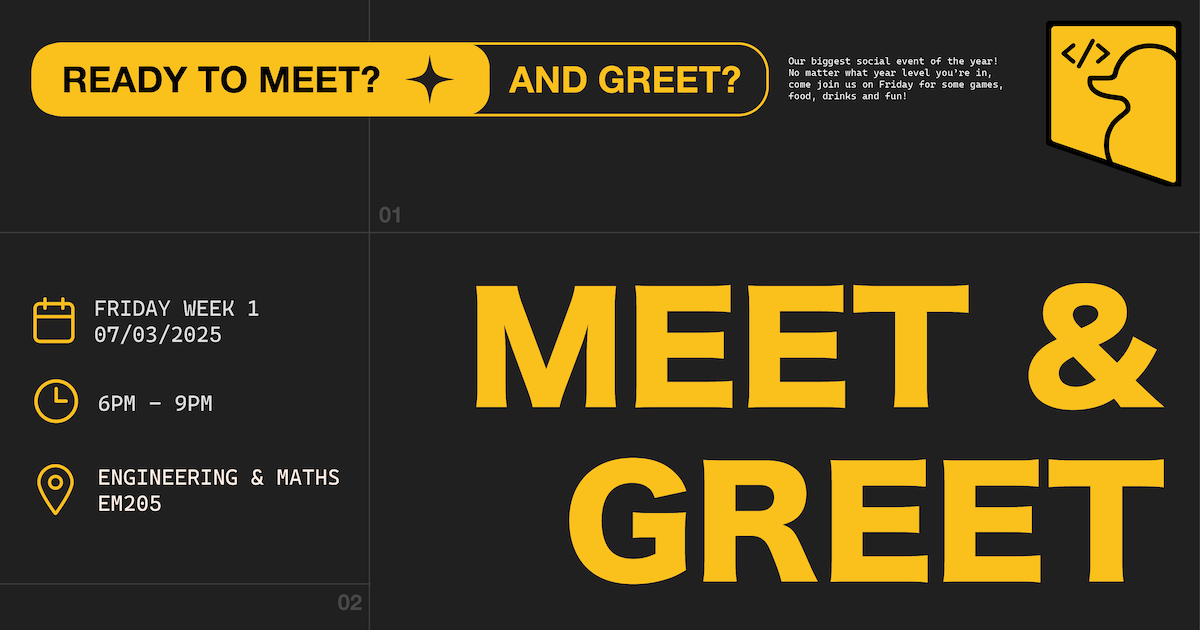 READY TO MEET? AND GREET?
Our biggest social event of the year!
No matter what year level you're in,
come join us on Friday for some games,
food, drinks and fun!
</>
01
FRIDAY WEEK 1
07/03/2025
6PM – 9PM
ENGINEERING & MATHS
EM205
02
MEET &
GREET